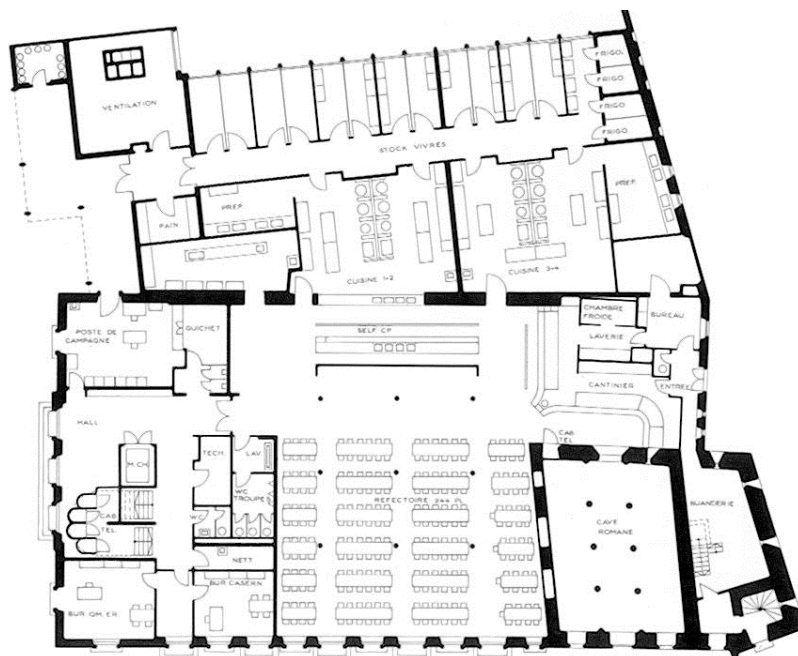 VENTILATION
FRIGO.
FRIGO
FRIGO
FRIGO
STOCK VIVRES
PREP
PREP.
PAIN
CUISINE 1-2
CUISINE 3-4
POSTE DE
CAMPAGNE
GUICHET
SELF CP
CHAMBRE
FROIDE
BUREAU
LAVERIE
CANTINIER
ENTREE
HALL
CAB.
TEL
TECH.
LAV.
M.CH.
WC
TROUPE
REFECTOIRE 244 PL.
CAB.
TEL.
W.C.
CAVE
ROMANE
BUANDERIE
NETT
BUR CASERN
BUR QM, ER